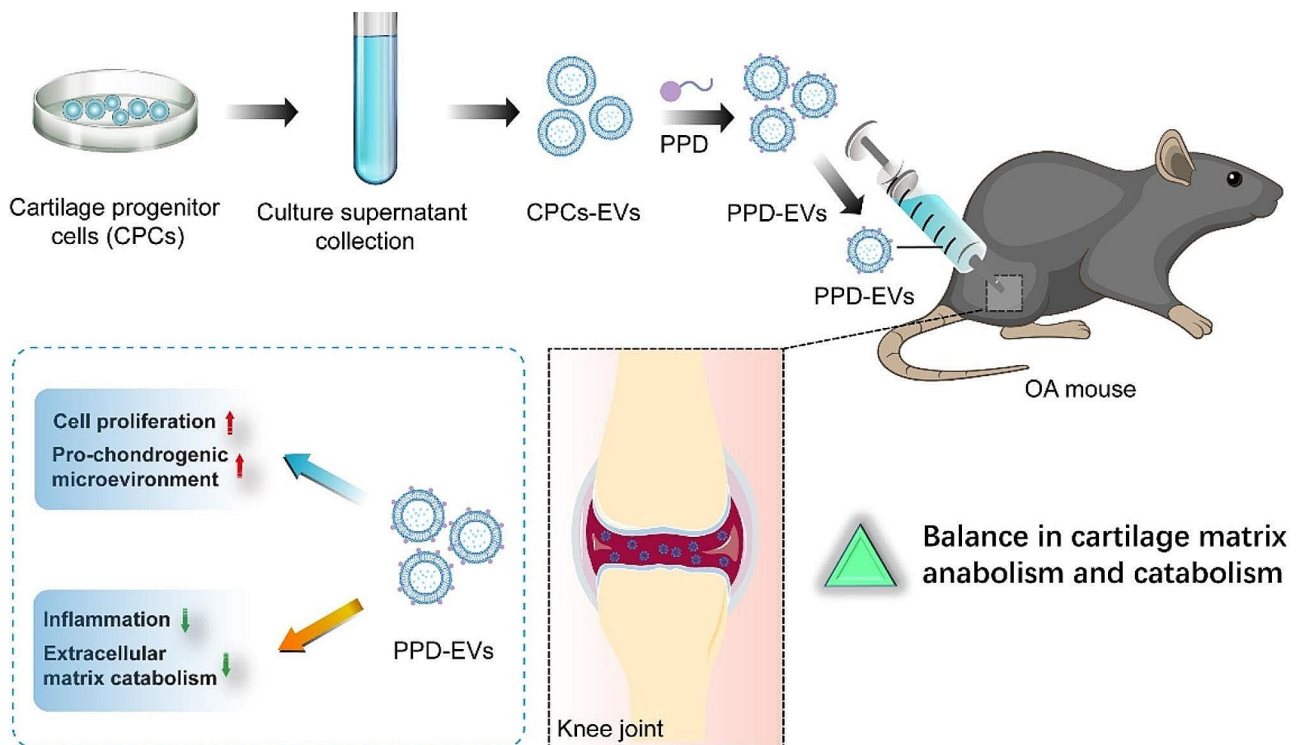 Cartilage progenitor
cells (CPCs)
Culture supernatant
collection
CPCs-EVs
PPD
PPD-EVs
PPD-EVs
OA mouse
Cell proliferation
Pro-chondrogenic
microevironment
Inflammation
Extracellular
matrix catabolism
PPD-EVs
Knee joint
Balance in cartilage matrix
anabolism and catabolism